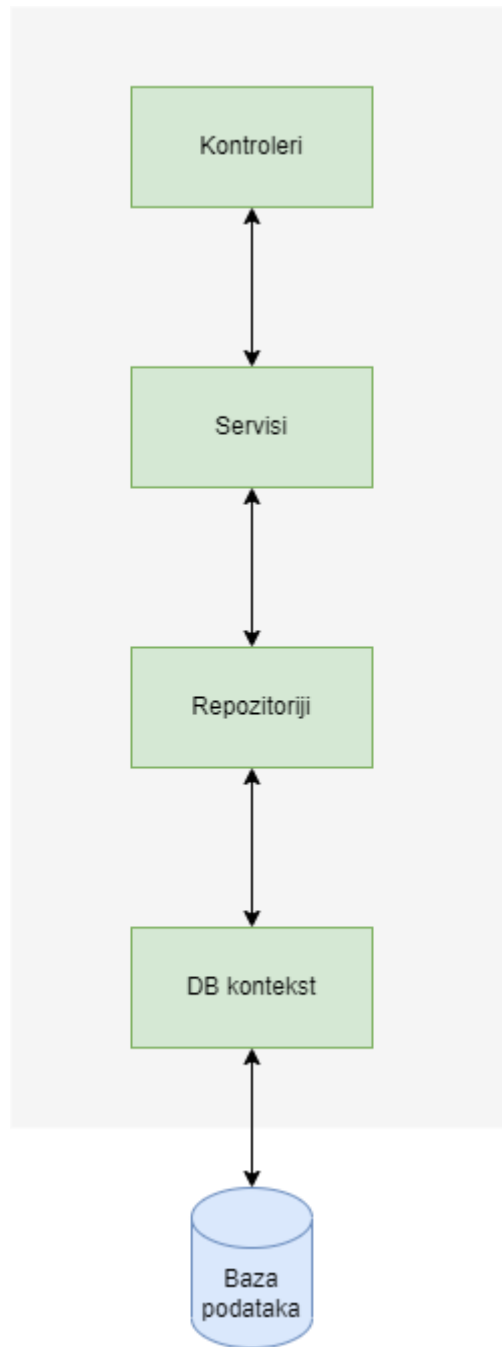 Kontroleri
Servisi
Repozitoriji
DB kontekst
Baza
podataka